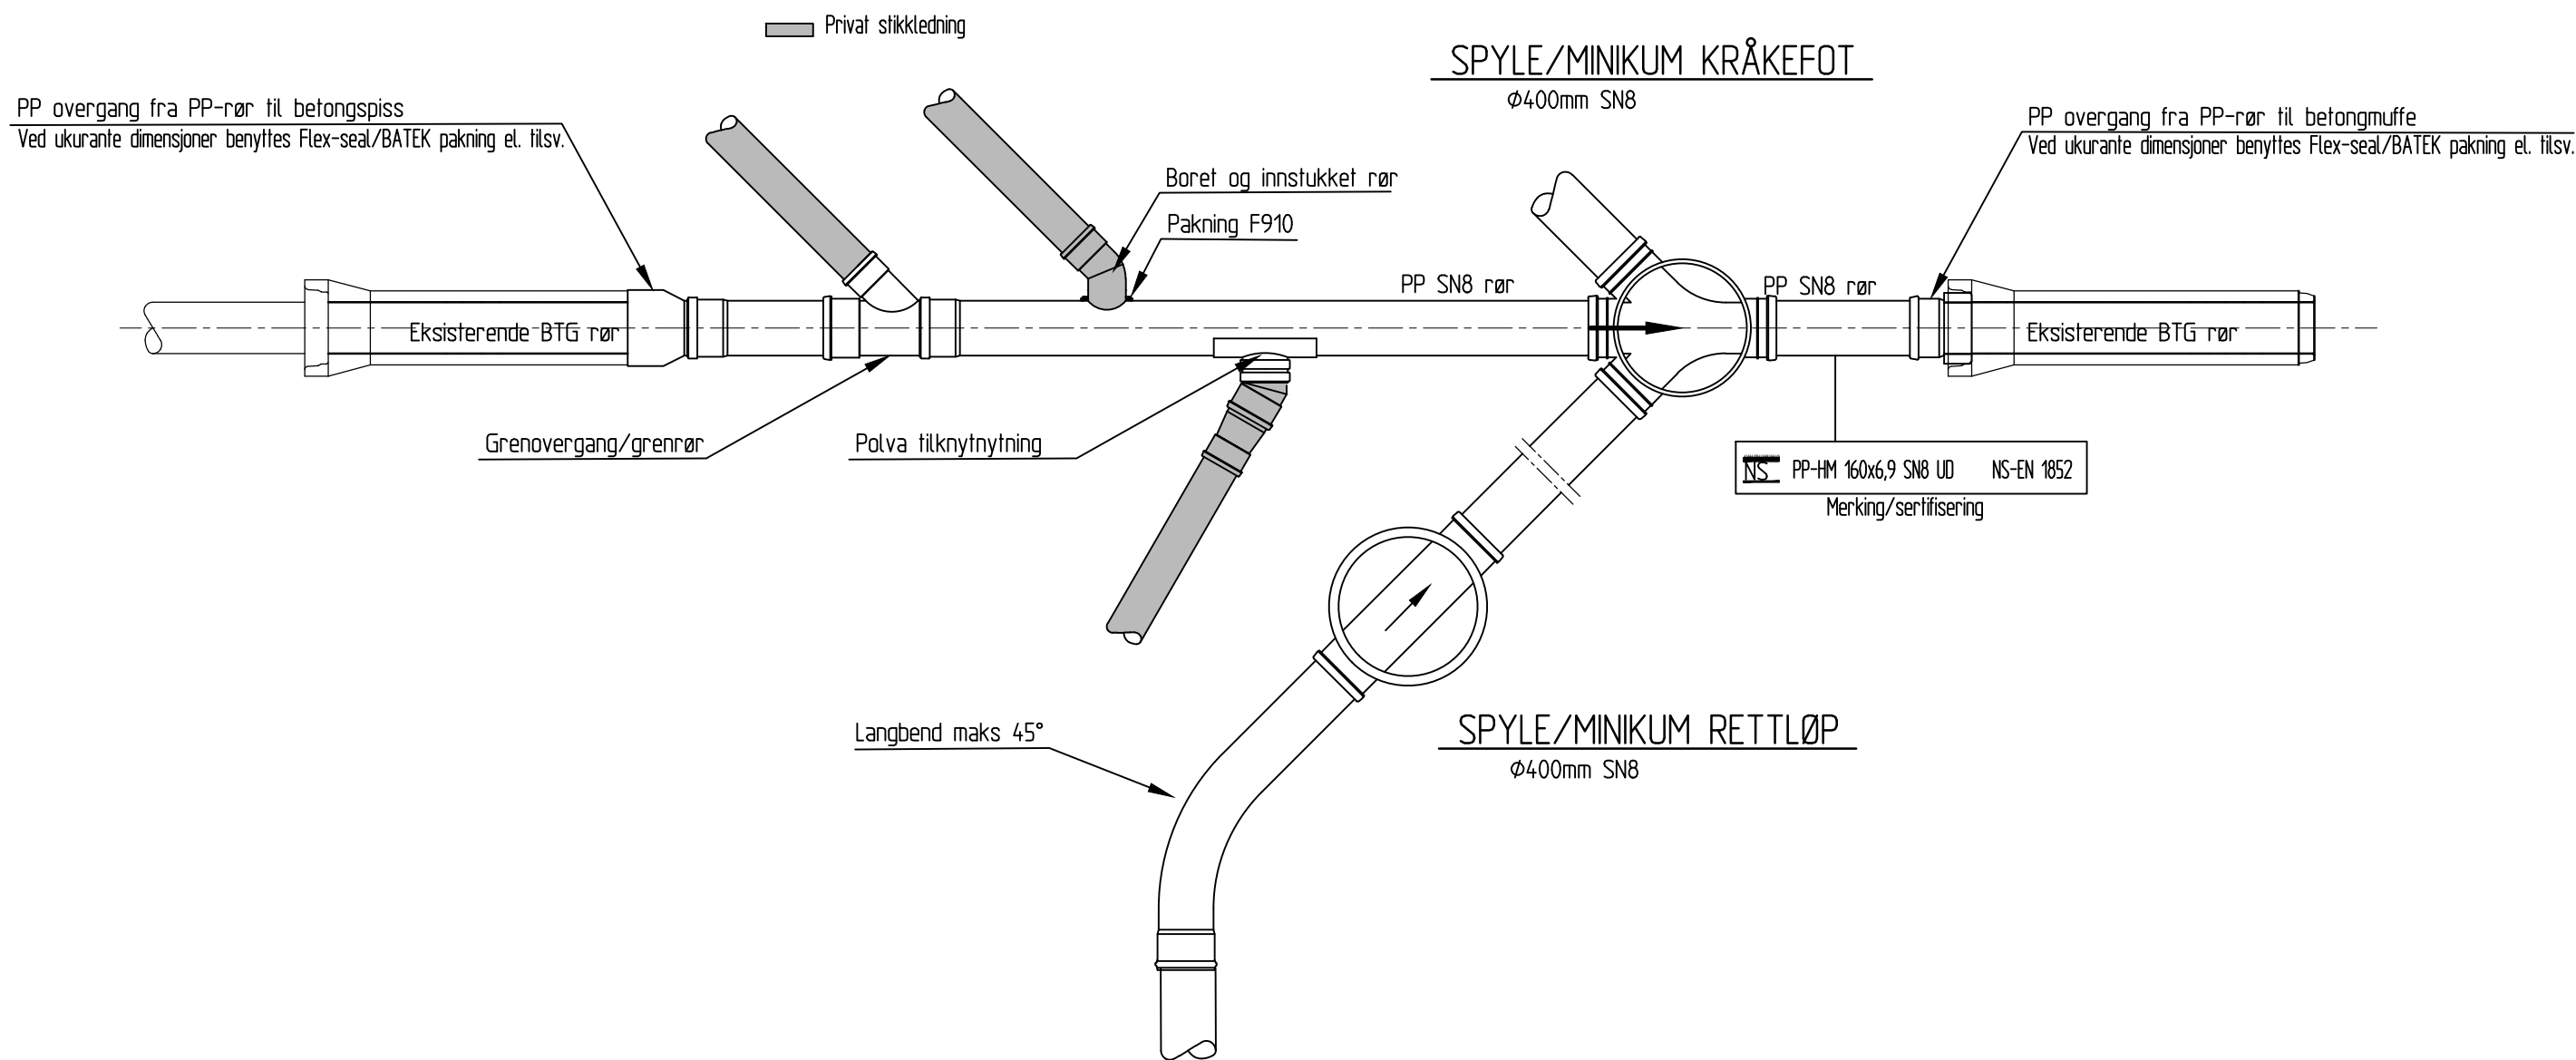 Privat stikkledning
SPYLE/MINIKUM KRÅKEFOT
Ø400mm SN8
PP overgang fra PP-rør til betongspiss
Ved ukurante dimensjoner benyttes Flex-seal/BATEK pakning el. tilsv.
PP overgang fra PP-rør til betongmuffe
Ved ukurante dimensjoner benyttes Flex-seal/BATEK pakning el. tilsv.
Boret og innstukket rør
Pakning F910
PP SN8 rør
PP SN8 rør
Eksisterende BTG rør
Eksisterende BTG rør
Grenovergang/grenrør
Polva tilknytnytning
NS PP-HM 160x6,9 SN8 UD NS-EN 1852
Merking/sertifisering
Langbend maks 45°
SPYLE/MINIKUM RETTLØP
Ø400mm SN8